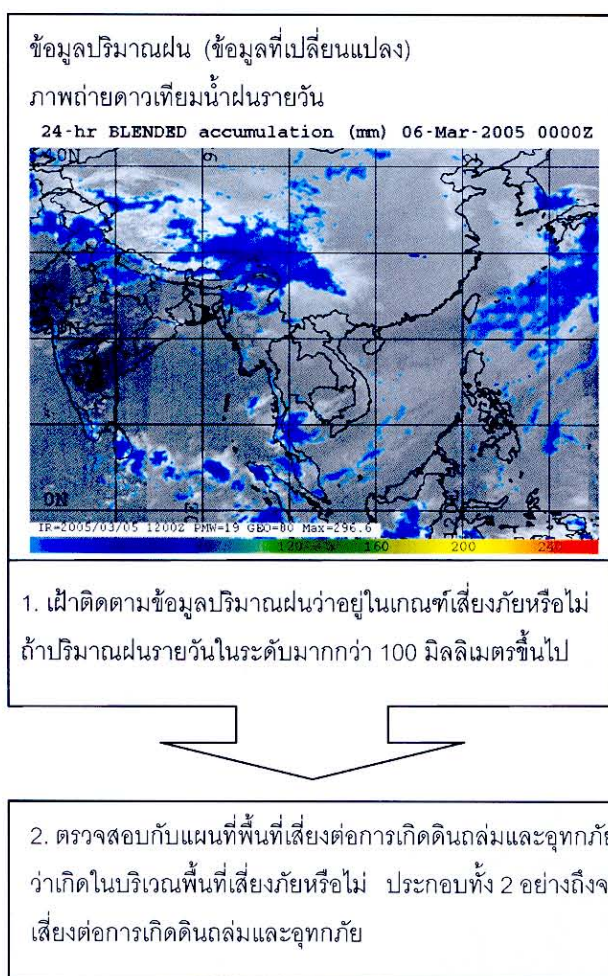 ข้อมูลปริมาณฝน (ข้อมูลที่เปลี่ยนแปลง)
ภาพถ่ายดาวเทียมน้ำฝนรายวัน
24-hr BLENDED accumulation (mm) 06-Mar-2005 0000Z
40N
0N
IR=2005/03/05 1200Z PMW=19 GEO=80 Max=296.6
120 160 200 240
1. เฝ้าติดตามข้อมูลปริมาณฝนว่าอยู่ในเกณฑ์เสี่ยงภัยหรือไม่
ถ้าปริมาณฝนรายวันในระดับมากกว่า 100 มิลลิเมตรขึ้นไป
2. ตรวจสอบกับแผนที่พื้นที่เสี่ยงต่อการเกิดดินถล่มและอุทกภัย
ว่าเกิดในบริเวณพื้นที่เสี่ยงภัยหรือไม่ ประกอบทั้ง 2 อย่างถึงจ
เสี่ยงต่อการเกิดดินถล่มและอุทกภัย